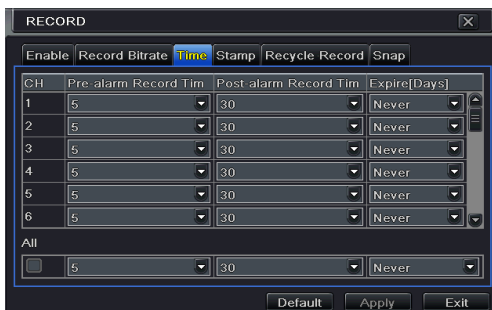 RECORD
Enable Record Bitrate Time Stamp Recycle Record Snap
CH Pre-alarm Record Tim Post-alarm Record Tim Expire[Days]
1 5 30 Never
2 5 30 Never
3 5 30 Never
4 5 30 Never
5 5 30 Never
6 5 30 Never
All
5 30 Never
Default Apply Exit